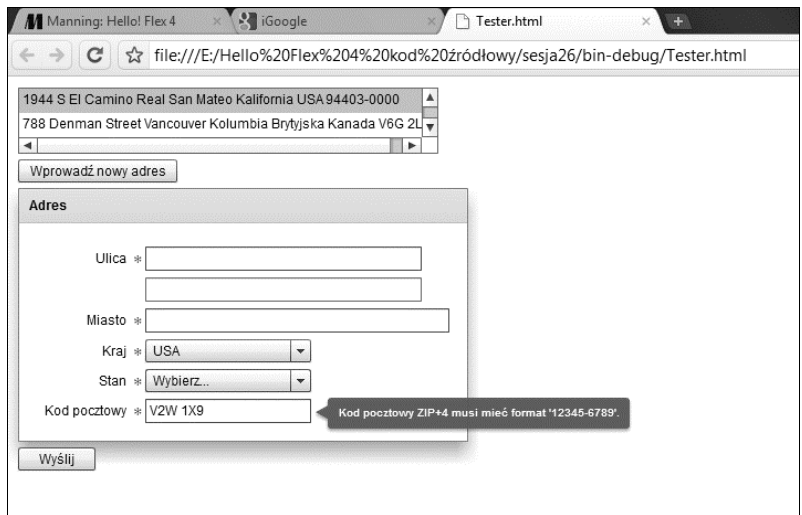 Manning: Hello! Flex 4
iGoogle
Tester.html
file:///E:/Hello%20Flex%204%20kod%20źródłowy/sesja26/bin-debug/Tester.html
1944 S El Camino Real San Mateo Kalifornia USA 94403-0000
788 Denman Street Vancouver Kolumbia Brytyjska Kanada V6G 2L
Wprowadź nowy adres
Adres
Ulica *
Miasto *
Kraj * USA
Stan * Wybierz...
Kod pocztowy * V2W 1X9 Kod pocztowy ZIP+4 musi mieć format '12345-6789'.
Wyślij